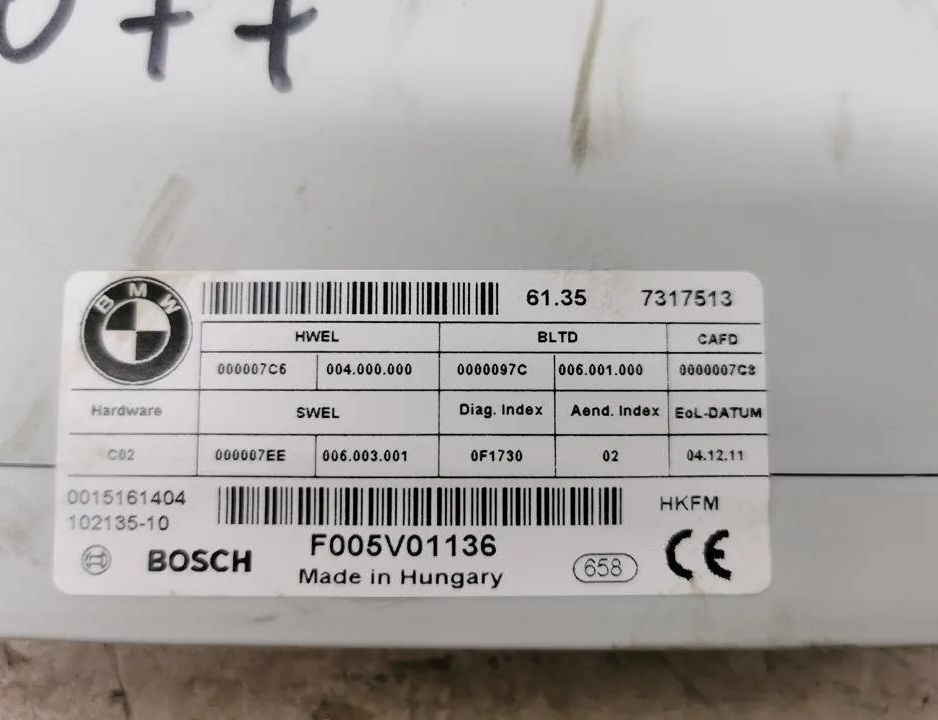 BMW
61.35 7317513
HWEL BLTD CAFD
000007C6 004.000.000 0000097C 006.001.000 0000007C3
Hardware SWEL Diag. Index Aend. Index EoL-DATUM
C02 000007EE 006.003.001 0F1730 02 04.12.11
0015161404
HKFM
102135-10
BOSCH F005V01136
Made in Hungary
658 CE